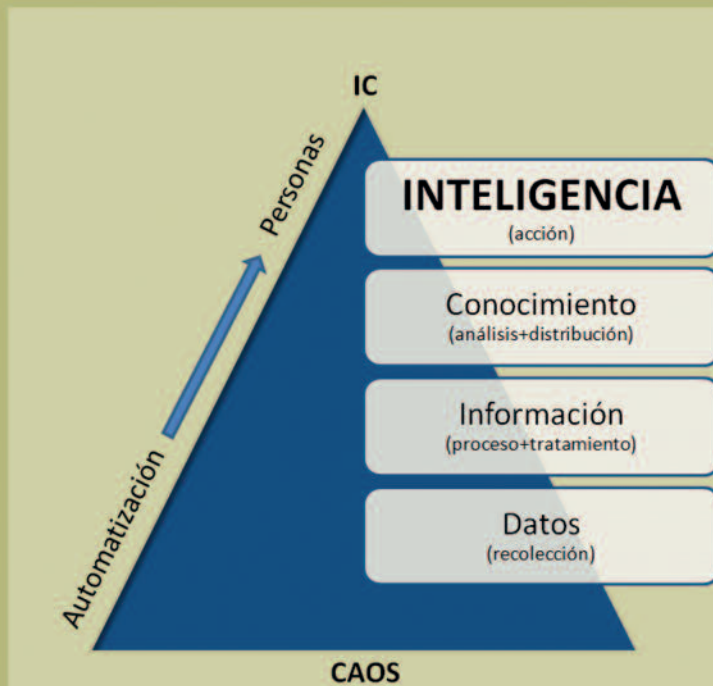 IC
Personas
Automatización
INTELIGENCIA
(acción)
Conocimiento
(análisis+distribución)
Información
(proceso+tratamiento)
Datos
(recolección)
CAOS